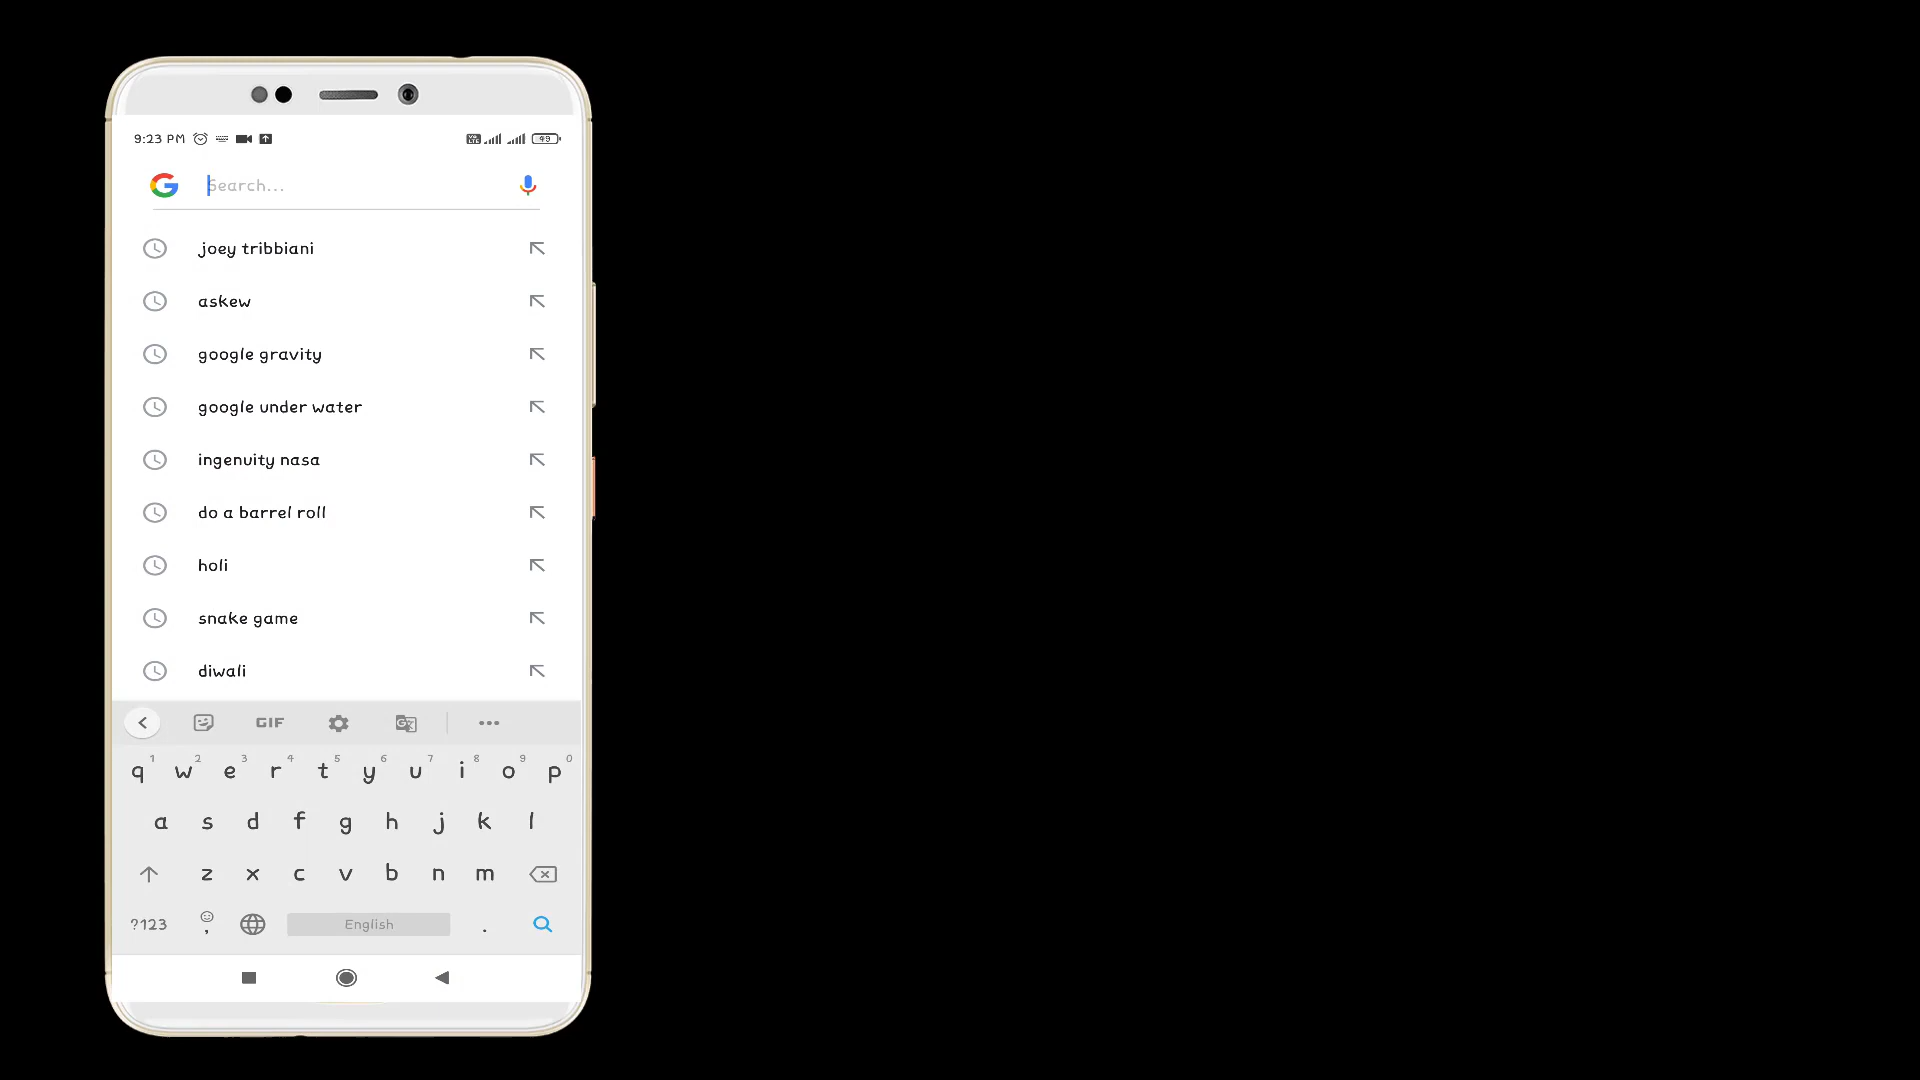 9:23 PM
49
Search...
joey tribbiani
askew
google gravity
google under water
ingenuity nasa
do a barrel roll
holi
snake game
diwali
GIF
1 2 3 4 5 6 7 8 9 0
q w e r t y u i o p
a s d f g h j k l
z x c v b n m
?123 , English .